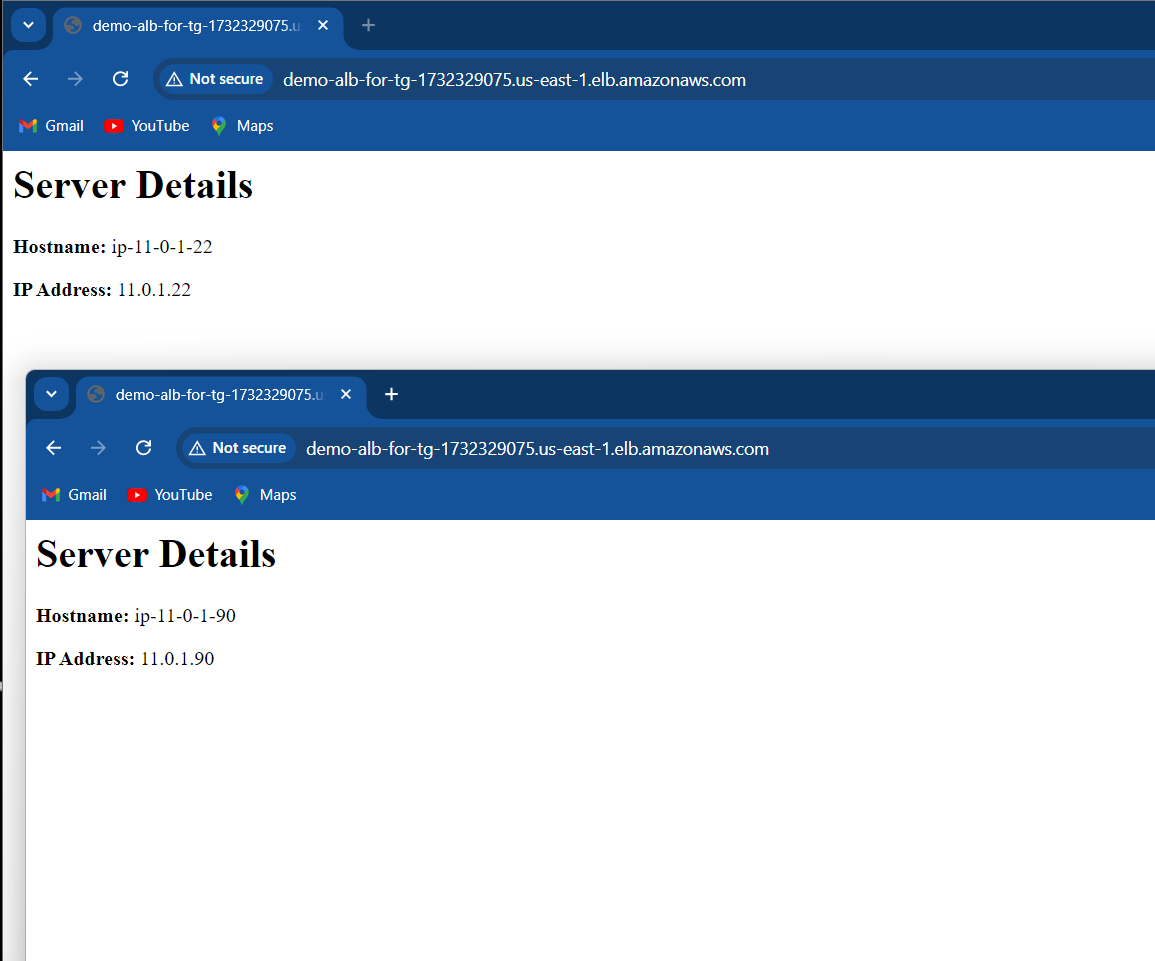 demo-alb-for-tg-1732329075.u
Not secure demo-alb-for-tg-1732329075.us-east-1.elb.amazonaws.com
Gmail YouTube Maps
Server Details
Hostname: ip-11-0-1-22
IP Address: 11.0.1.22
demo-alb-for-tg-1732329075.u
Not secure demo-alb-for-tg-1732329075.us-east-1.elb.amazonaws.com
Gmail YouTube Maps
Server Details
Hostname: ip-11-0-1-90
IP Address: 11.0.1.90